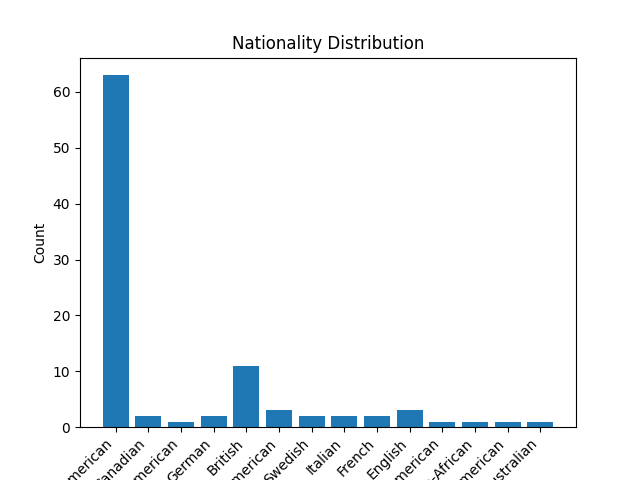 Nationality Distribution
Count
60
50
40
30
20
10
0
merican
anadian
merican
German
British
merican
Swedish
Italian
French
English
merican
-African
merican
ustralian